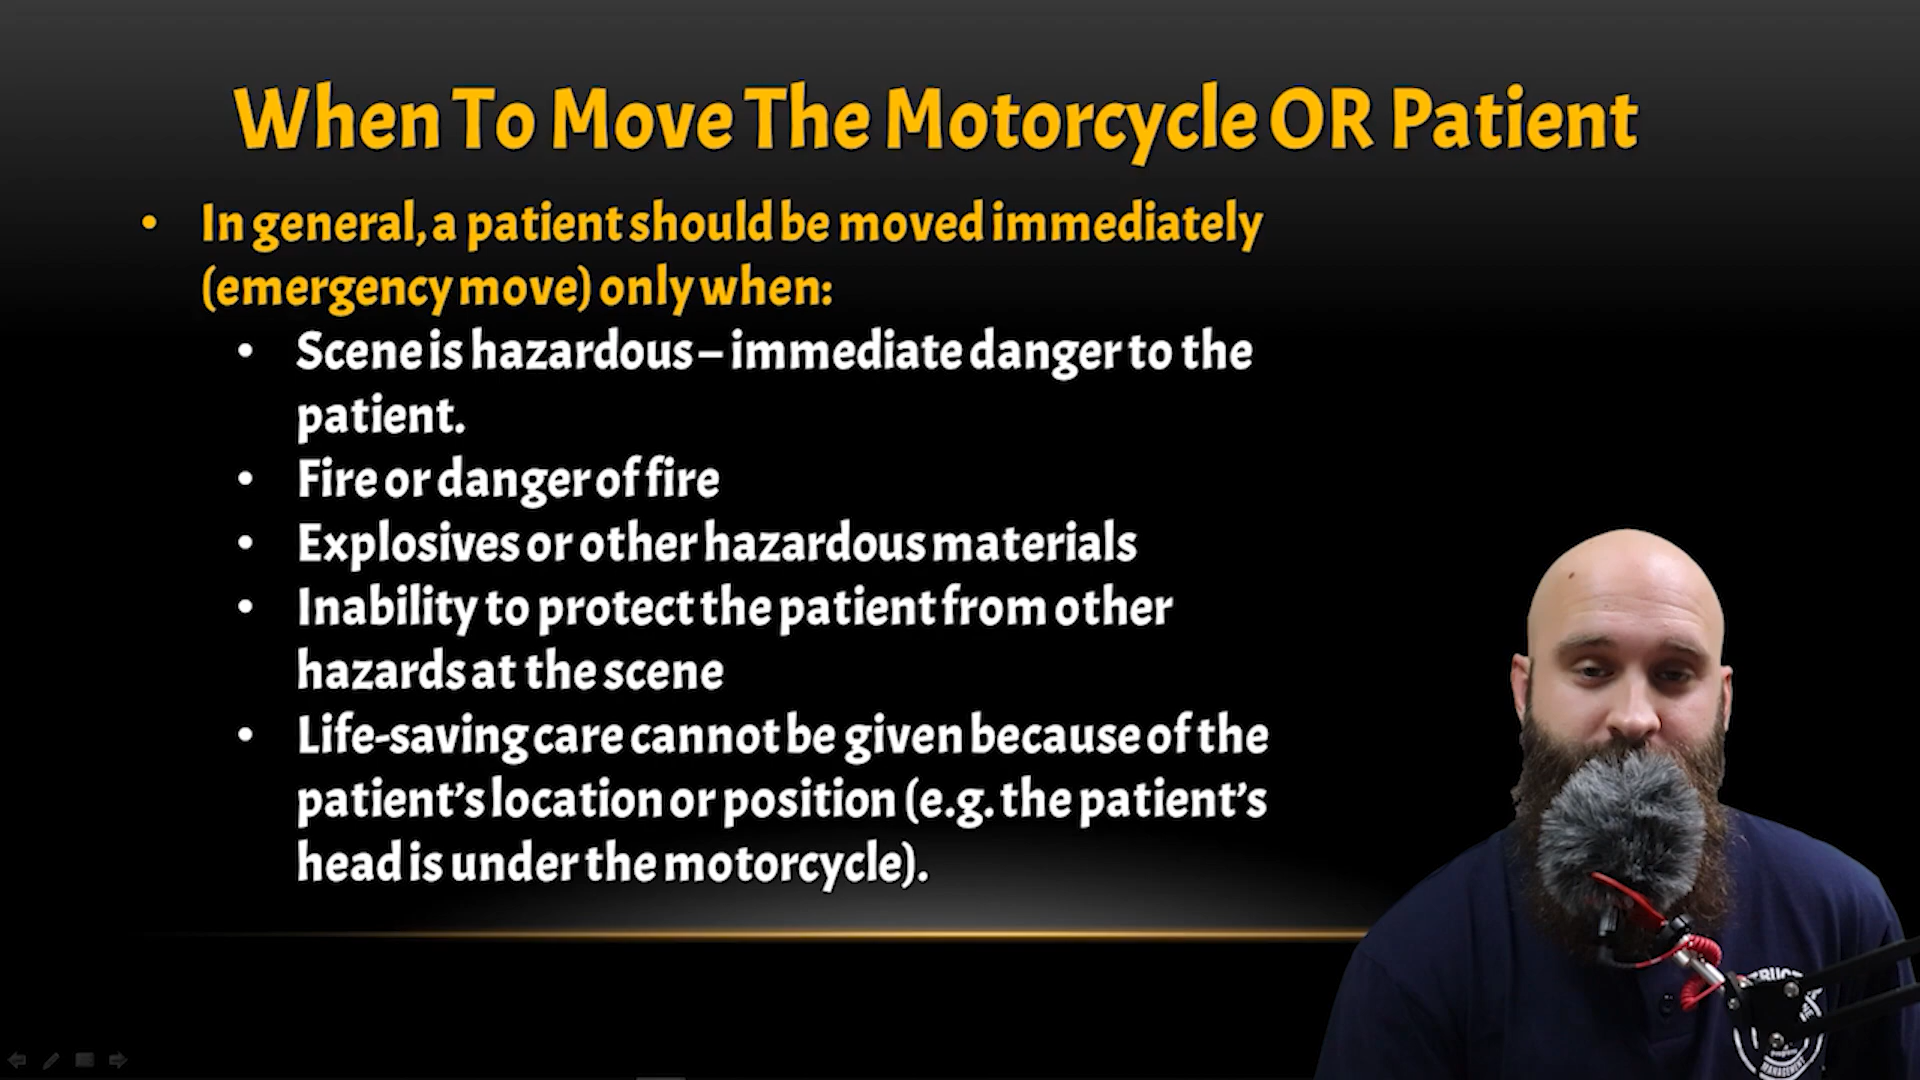 When To Move The Motorcycle OR Patient
• In general, a patient should be moved immediately
(emergency move) only when:
• Scene is hazardous – immediate danger to the
patient.
• Fire or danger of fire
• Explosives or other hazardous materials
• Inability to protect the patient from other
hazards at the scene
• Life-saving care cannot be given because of the
patient’s location or position (e.g. the patient’s
head is under the motorcycle).
MANAGEMENT